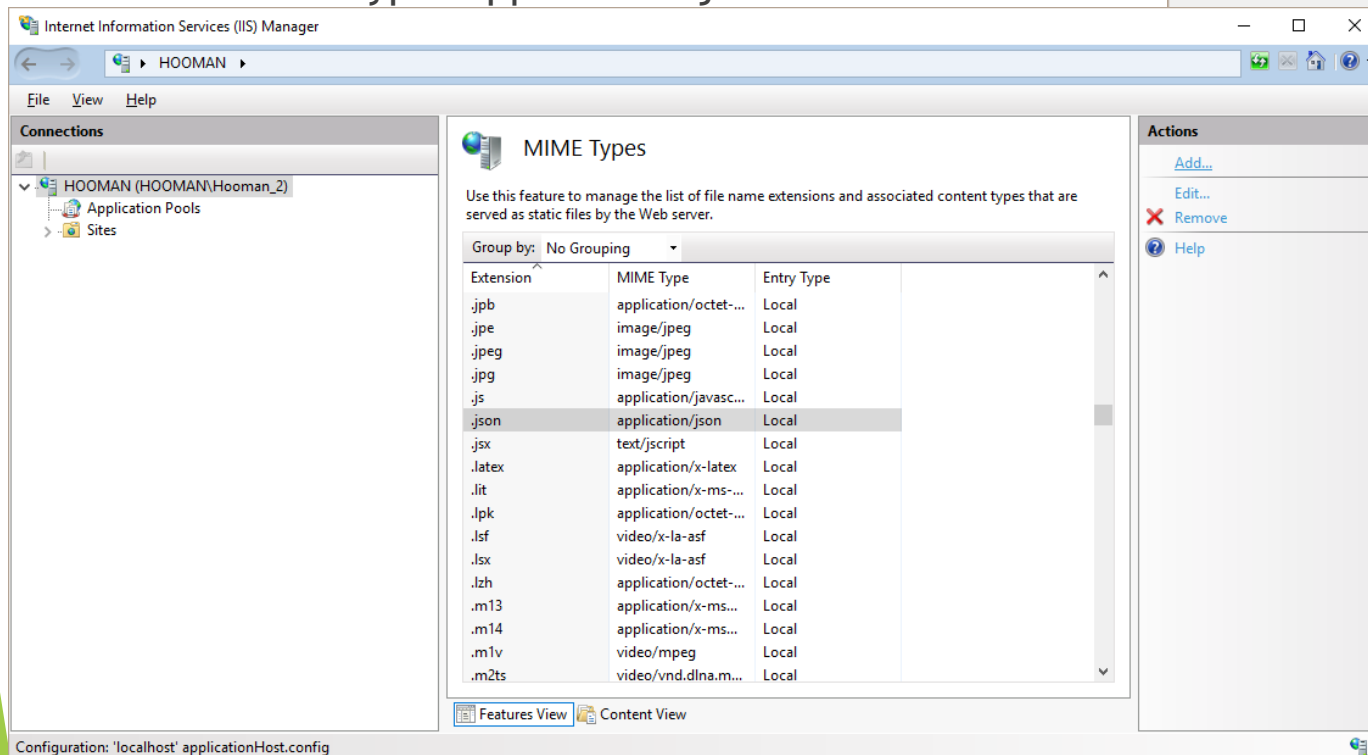 Internet Information Services (IIS) Manager
HOOMAN
File View Help
Connections
HOOMAN (HOOMAN\Hooman_2)
Application Pools
Sites
MIME Types
Use this feature to manage the list of file name extensions and associated content types that are
served as static files by the Web server.
Group by: No Grouping
Extension MIME Type Entry Type
.jpb application/octet-... Local
.jpe image/jpeg Local
.jpeg image/jpeg Local
.jpg image/jpeg Local
.js application/javasc... Local
.json application/json Local
.jsx text/jscript Local
.latex application/x-latex Local
.lit application/x-ms-... Local
.lpk application/octet-... Local
.lsf video/x-la-asf Local
.lsx video/x-la-asf Local
.lzh application/octet-... Local
.m13 application/x-ms... Local
.m14 application/x-ms... Local
.m1v video/mpeg Local
.m2ts video/vnd.dlna.m... Local
Features View Content View
Actions
Add...
Edit...
Remove
Help
Configuration: 'localhost' applicationHost.config